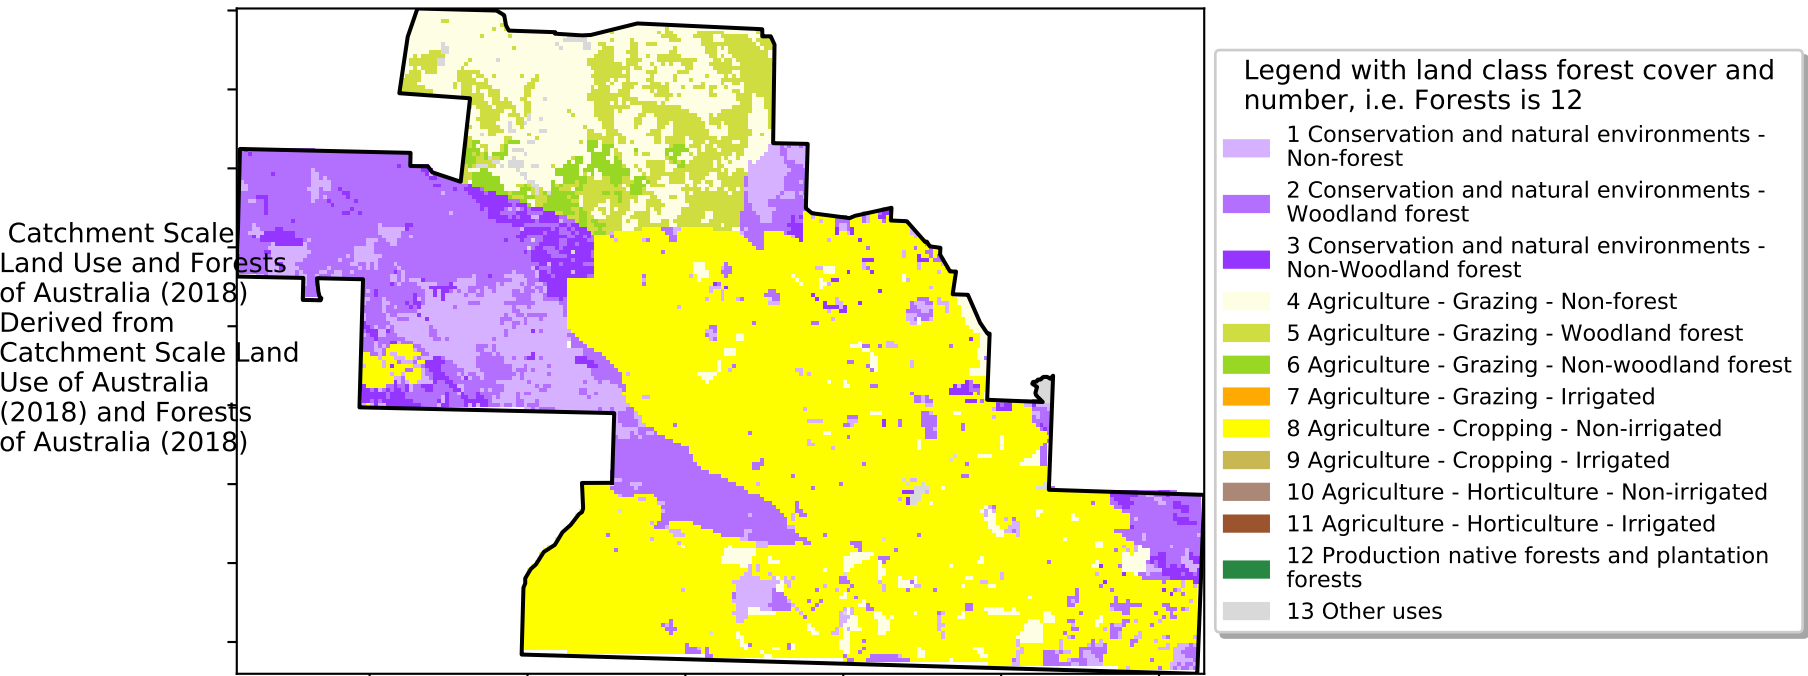 Catchment Scale
Land Use and Forests
of Australia (2018)
Derived from
Catchment Scale Land
Use of Australia
(2018) and Forests
of Australia (2018)
Legend with land class forest cover and
number, i.e. Forests is 12
1 Conservation and natural environments -
Non-forest
2 Conservation and natural environments -
Woodland forest
3 Conservation and natural environments -
Non-Woodland forest
4 Agriculture - Grazing - Non-forest
5 Agriculture - Grazing - Woodland forest
6 Agriculture - Grazing - Non-woodland forest
7 Agriculture - Grazing - Irrigated
8 Agriculture - Cropping - Non-irrigated
9 Agriculture - Cropping - Irrigated
10 Agriculture - Horticulture - Non-irrigated
11 Agriculture - Horticulture - Irrigated
12 Production native forests and plantation
forests
13 Other uses